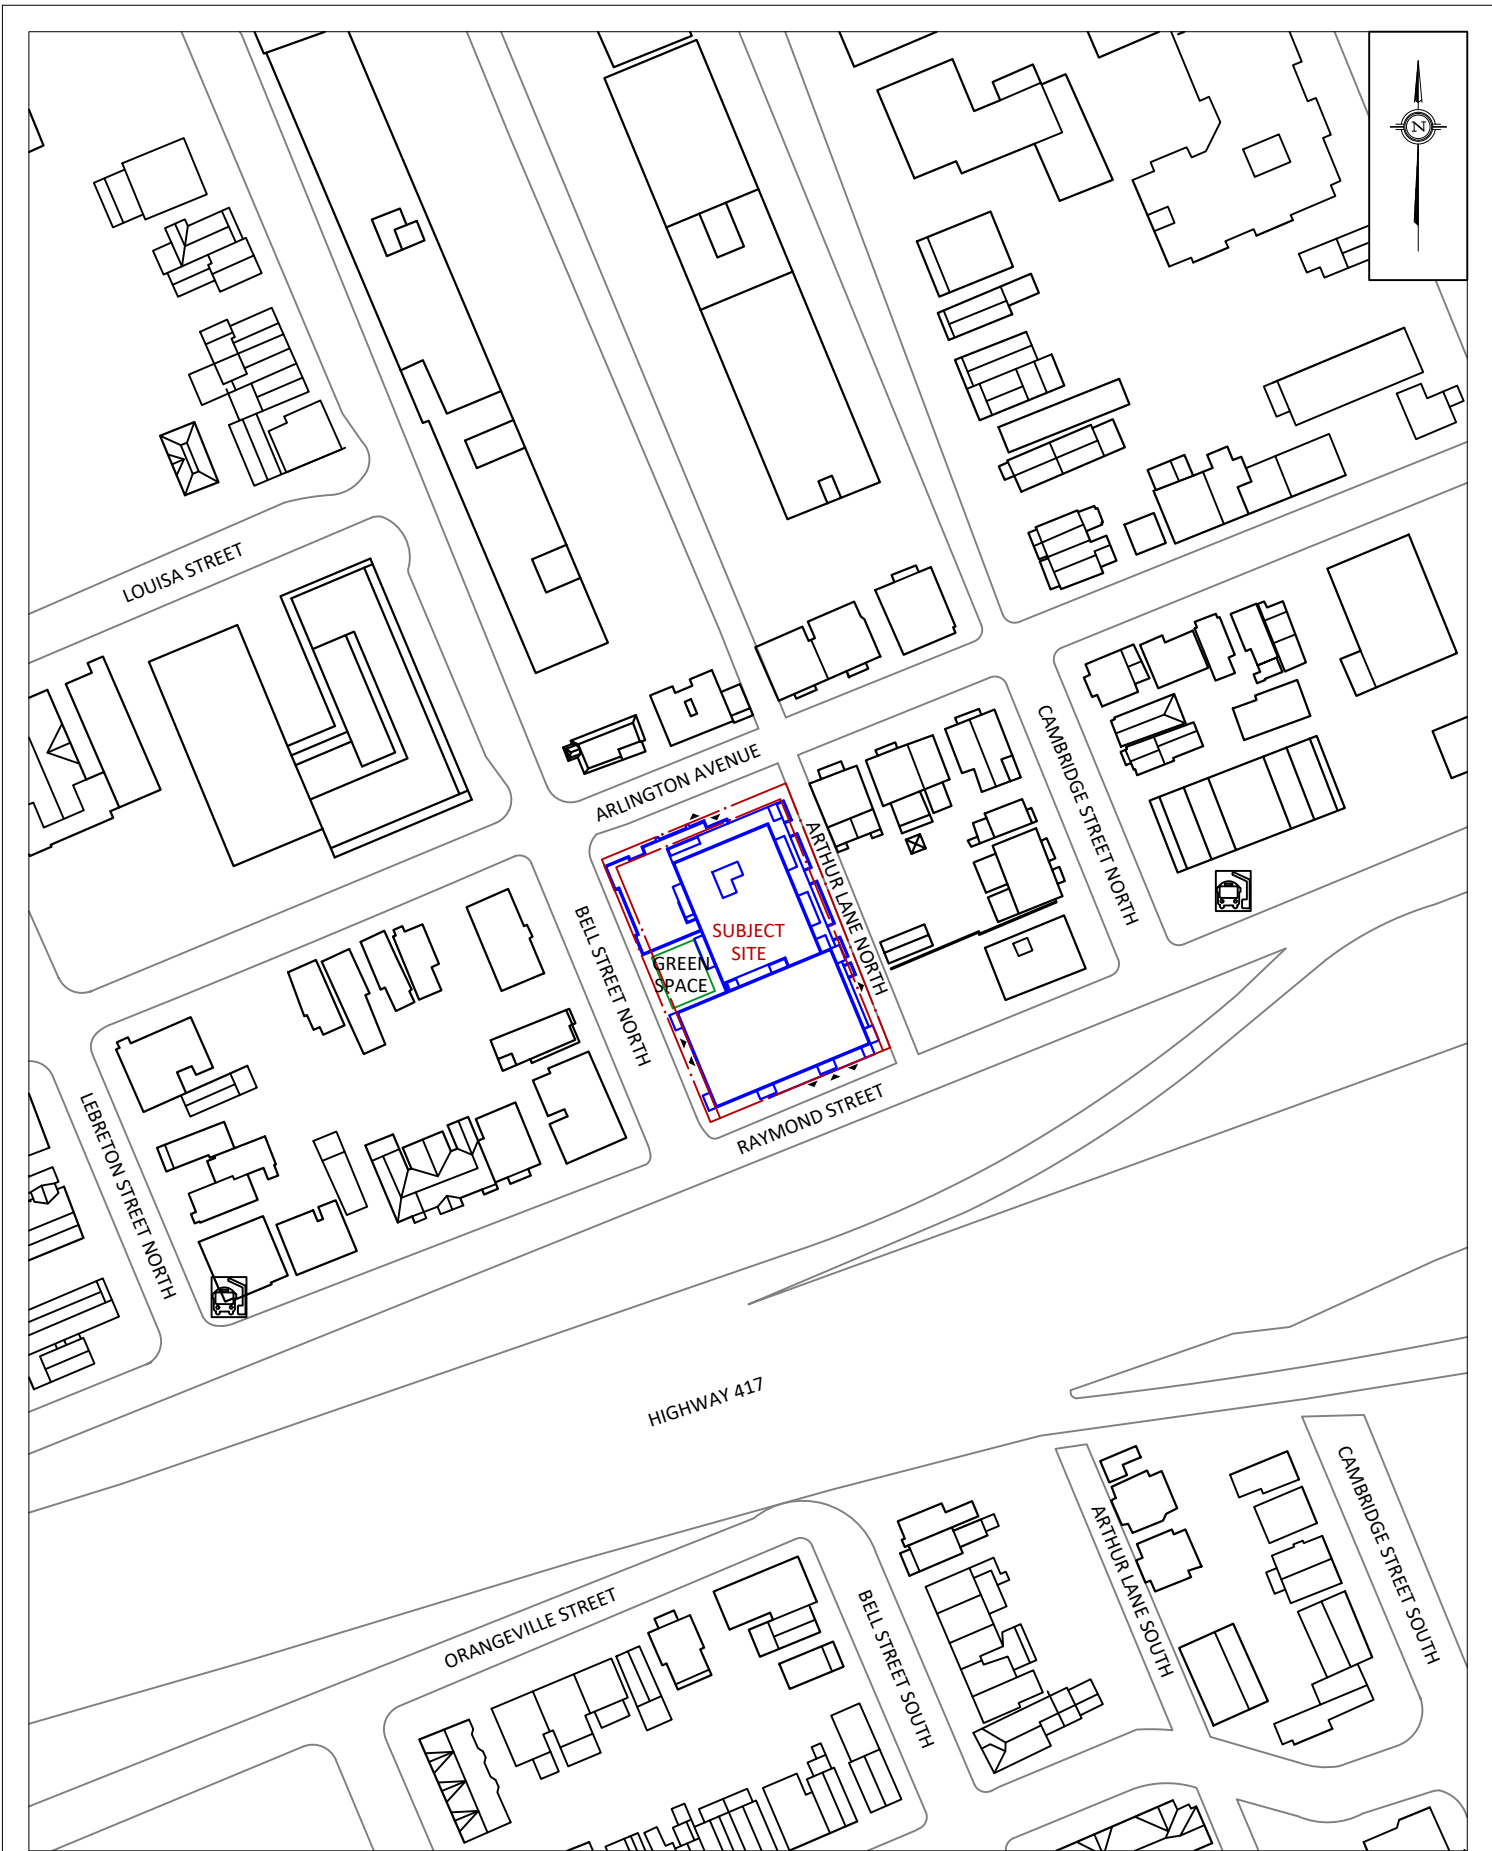 N
LOUISA STREET
CAMBRIDGE STREET NORTH
ARLINGTON AVENUE
ARTHUR LANE NORTH
BELL STREET NORTH
SUBJECT
SITE
GREEN
SPACE
LEBRETON STREET NORTH
RAYMOND STREET
HIGHWAY 417
CAMBRIDGE STREET SOUTH
ARTHUR LANE SOUTH
ORANGEVILLE STREET
BELL STREET SOUTH